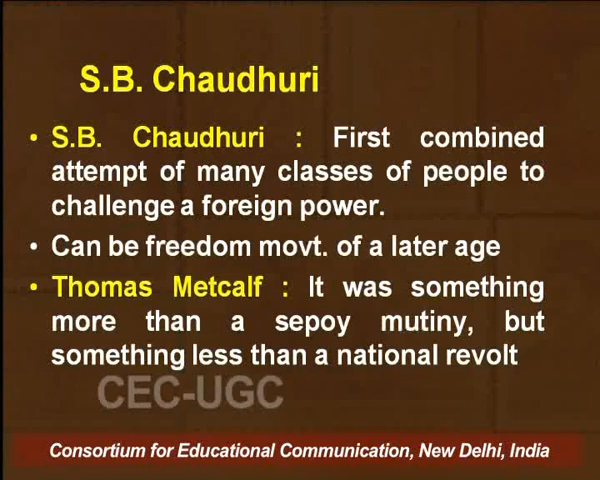 S.B. Chaudhuri
• S.B. Chaudhuri : First combined
attempt of many classes of people to
challenge a foreign power.
• Can be freedom movt. of a later age
• Thomas Metcalf : It was something
more than a sepoy mutiny, but
something less than a national revolt
CEC-UGC
Consortium for Educational Communication, New Delhi, India